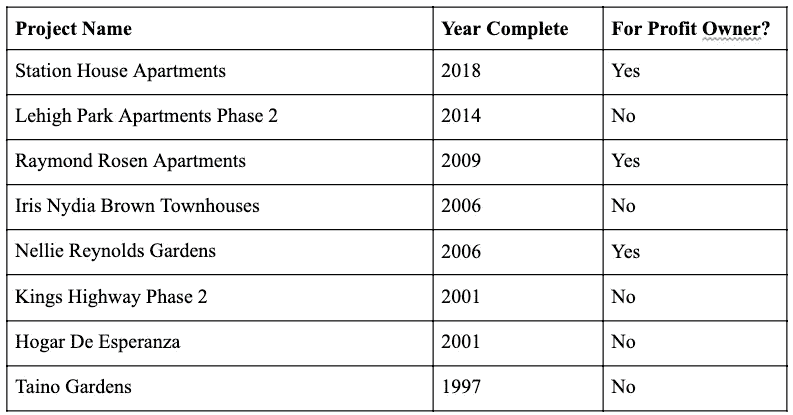 Project Name Year Complete For Profit Owner?
Station House Apartments 2018 Yes
Lehigh Park Apartments Phase 2 2014 No
Raymond Rosen Apartments 2009 Yes
Iris Nydia Brown Townhouses 2006 No
Nellie Reynolds Gardens 2006 Yes
Kings Highway Phase 2 2001 No
Hogar De Esperanza 2001 No
Taino Gardens 1997 No